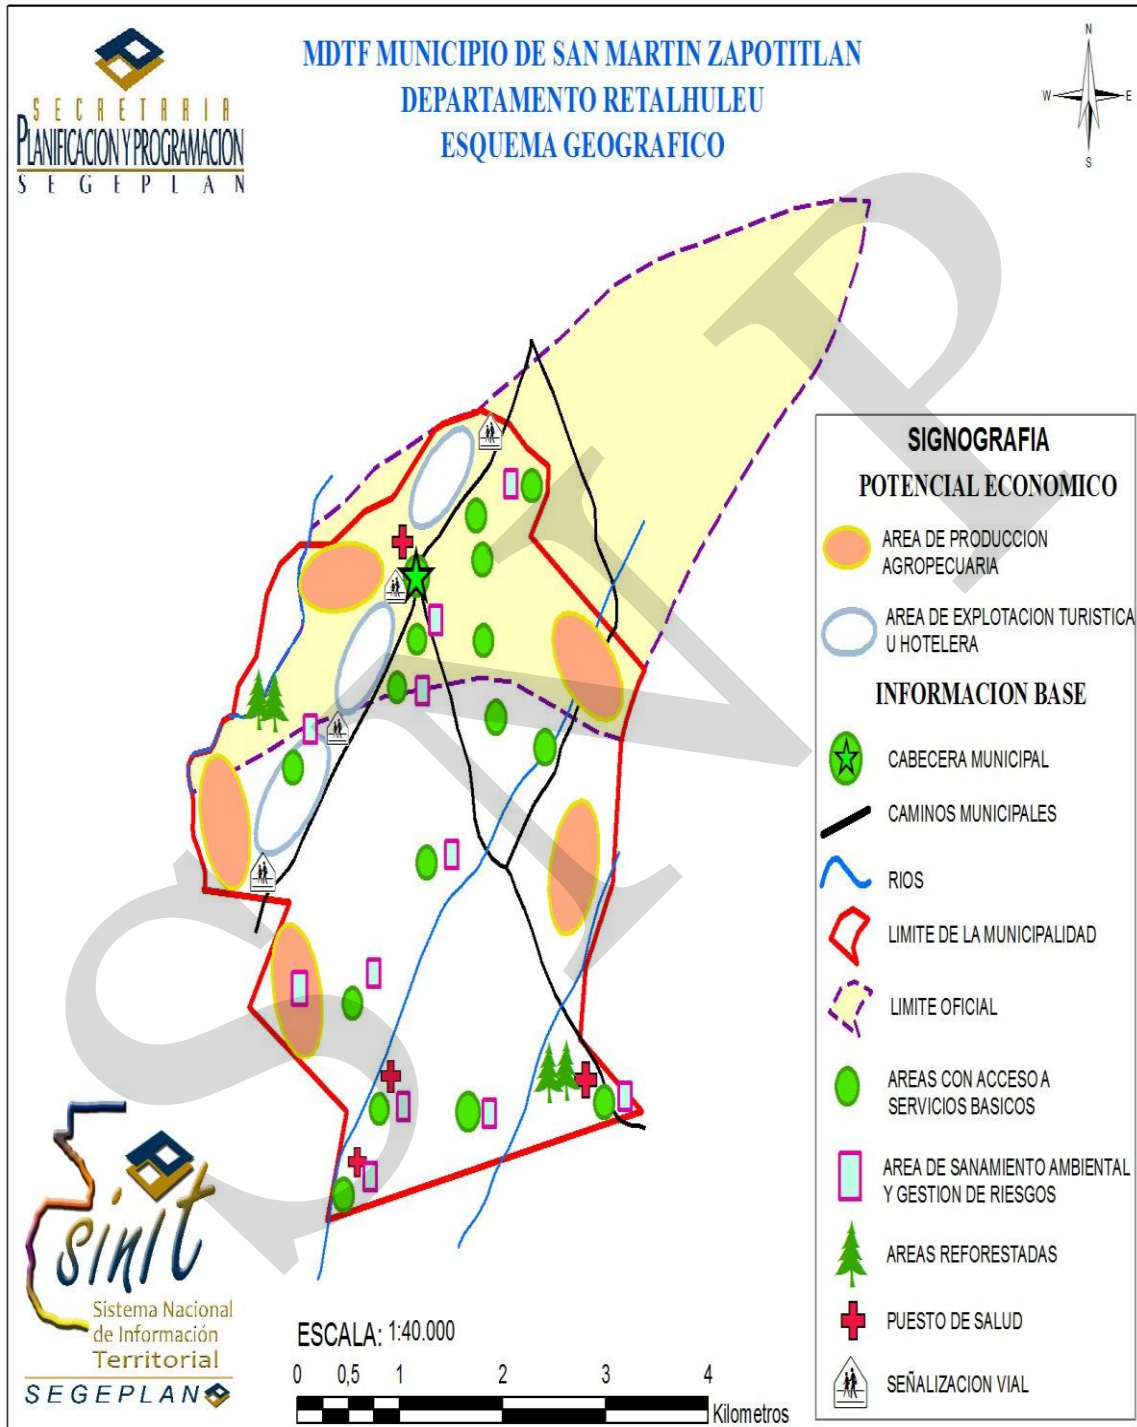 MDTF MUNICIPIO DE SAN MARTIN ZAPOTITLAN
DEPARTAMENTO RETALHULEU
ESQUEMA GEOGRAFICO
SECRETARIA
PLANIFICACION Y PROGRAMACION
SEGEPLAN
N
W
E
S
SNIP
SIGNOGRAFIA
POTENCIAL ECONOMICO
AREA DE PRODUCCION
AGROPECUARIA
AREA DE EXPLOTACION TURISTICA
U HOTELERA
INFORMACION BASE
CABECERA MUNICIPAL
CAMINOS MUNICIPALES
RIOS
LIMITE DE LA MUNICIPALIDAD
LIMITE OFICIAL
AREAS CON ACCESO A
SERVICIOS BASICOS
AREA DE SANAMIENTO AMBIENTAL
Y GESTION DE RIESGOS
AREAS REFORESTADAS
PUESTO DE SALUD
SEÑALIZACION VIAL
sinit
Sistema Nacional
de Información
Territorial
SEGEPLAN
ESCALA: 1:40.000
0 0,5 1 2 3 4
Kilometros